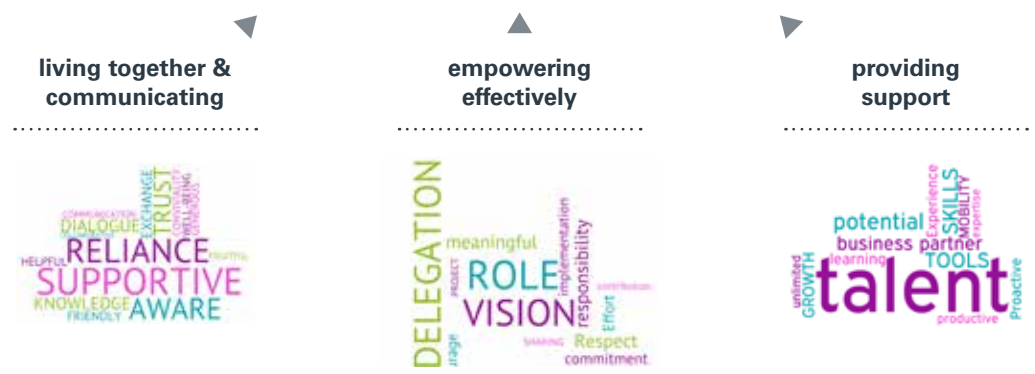 living together &
communicating
empowering
effectively
providing
support
EXCHANGE
TRUST
CONVIVIALITY
WELL-BEING
GENEROUS
COMMUNICATION
DIALOGUE
RELIANCE
HELPFUL
SUPPORTIVE
KNOWLEDGE
AWARE
FRIENDLY
DELEGATION
meaningful
PROJECT
ROLE
implementation
responsibility
contribution
VISION
Effort
SHARING
Respect
commitment
Experience
SKILLS
MOBILITY
expertise
potential
business partner
learning
TOOLS
unlimited
GROWTH
talent
Proactive
productive